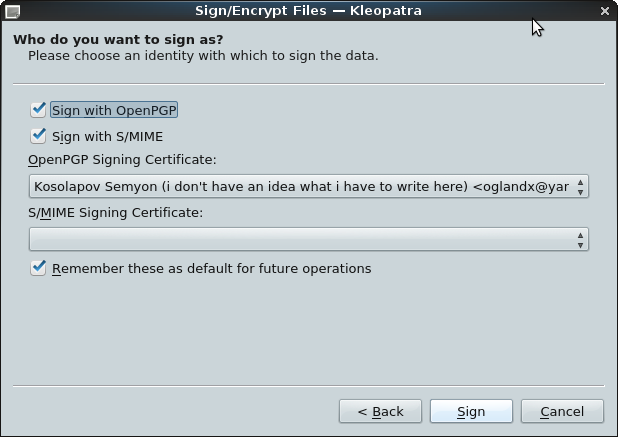 Sign/Encrypt Files — Kleopatra
Who do you want to sign as?
Please choose an identity with which to sign the data.
Sign with OpenPGP
Sign with S/MIME
OpenPGP Signing Certificate:
Kosolapov Semyon (i don't have an idea what i have to write here) <oglandx@yar
S/MIME Signing Certificate:
Remember these as default for future operations
< Back Sign Cancel